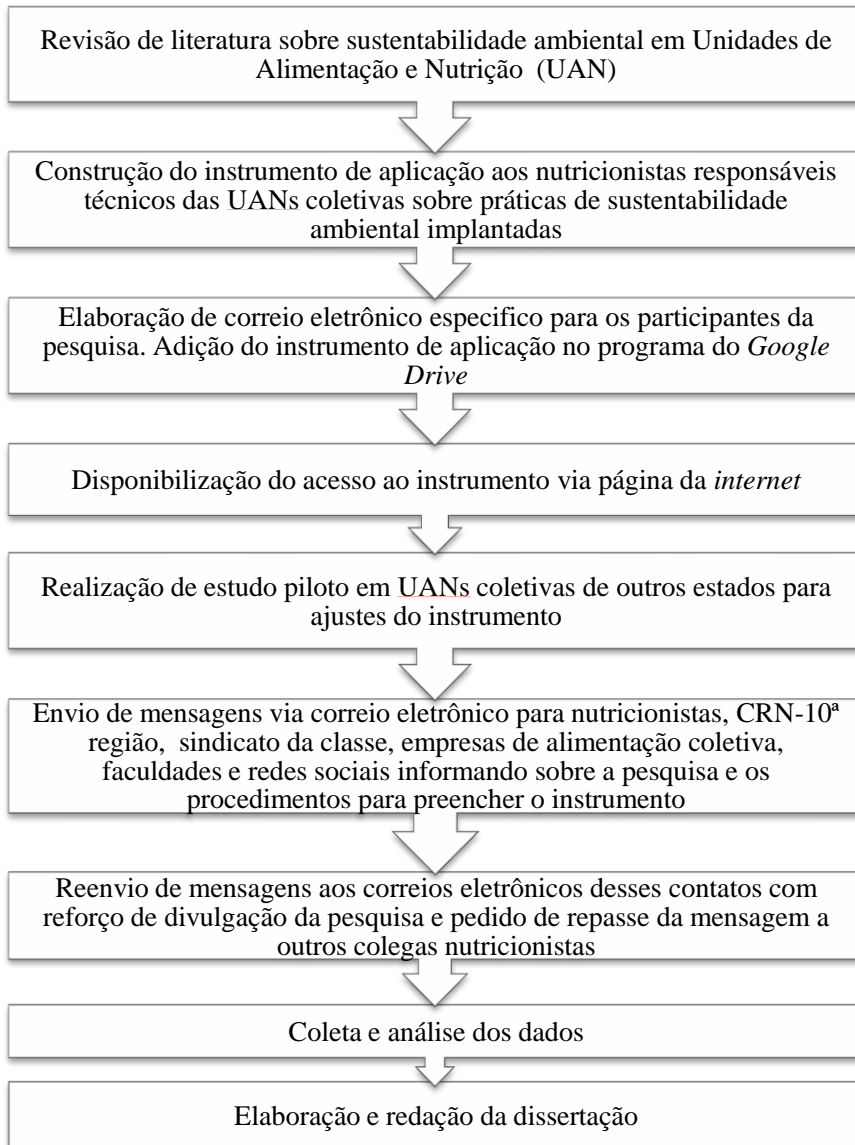 Revisão de literatura sobre sustentabilidade ambiental em Unidades de
Alimentação e Nutrição (UAN)
Construção do instrumento de aplicação aos nutricionistas responsáveis
técnicos das UANs coletivas sobre práticas de sustentabilidade
ambiental implantadas
Elaboração de correio eletrônico especifico para os participantes da
pesquisa. Adição do instrumento de aplicação no programa do Google
Drive
Disponibilização do acesso ao instrumento via página da internet
Realização de estudo piloto em UANs coletivas de outros estados para
ajustes do instrumento
Envio de mensagens via correio eletrônico para nutricionistas, CRN-10ª
região, sindicato da classe, empresas de alimentação coletiva,
faculdades e redes sociais informando sobre a pesquisa e os
procedimentos para preencher o instrumento
Reenvio de mensagens aos correios eletrônicos desses contatos com
reforço de divulgação da pesquisa e pedido de repasse da mensagem a
outros colegas nutricionistas
Coleta e análise dos dados
Elaboração e redação da dissertação